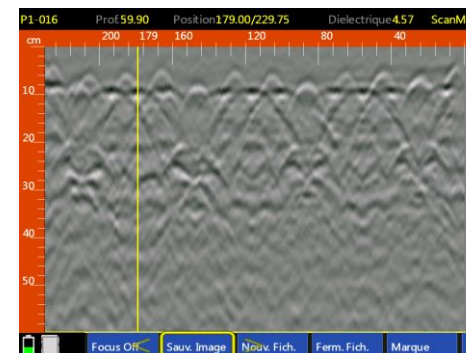 P1-016 Prof.59.90 Position179.00/229.75 Dielectrique4.57 ScanM
cm 200 179 160 120 80 40
10
20
30
40
50
Focus Off Sauv. Image Nouv. Fich. Ferm. Fich. Marque